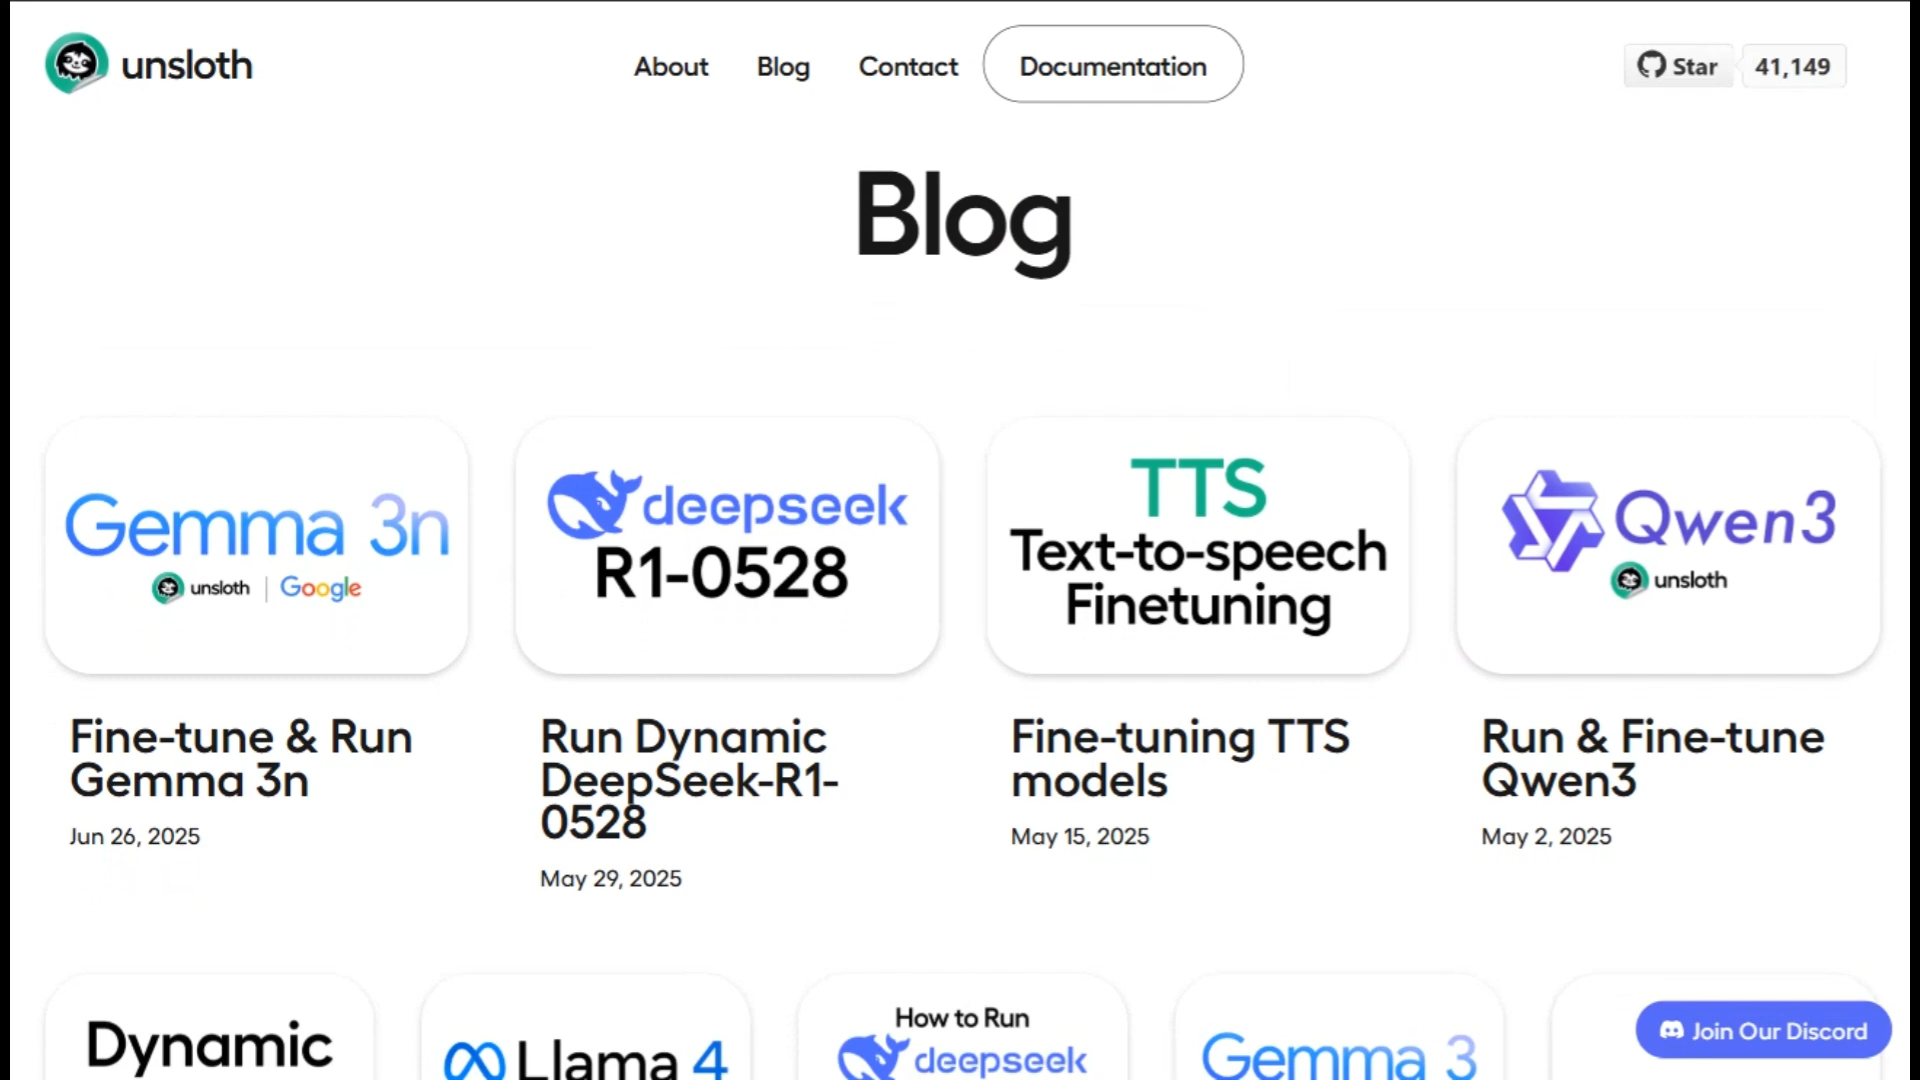 unsloth
About Blog Contact Documentation
Star 41,149
Blog
Gemma 3n
unsloth | Google
deepseek
R1-0528
TTS
Text-to-speech
Finetuning
Qwen3
unsloth
Fine-tune & Run
Gemma 3n
Jun 26, 2025
Run Dynamic
DeepSeek-R1-
0528
May 29, 2025
Fine-tuning TTS
models
May 15, 2025
Run & Fine-tune
Qwen3
May 2, 2025
Dynamic
Llama 4
How to Run
deepseek
Gemma 3
Join Our Discord